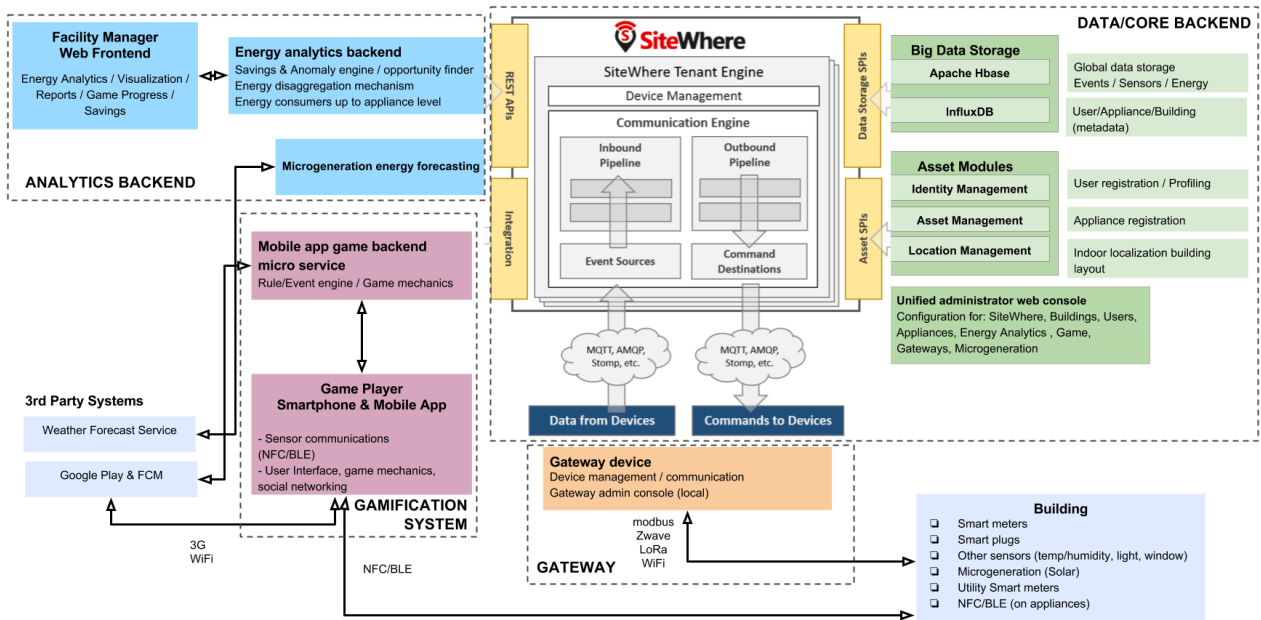 Facility Manager
Web Frontend
Energy Analytics / Visualization /
Reports / Game Progress /
Savings
Energy analytics backend
Savings & Anomaly engine / opportunity finder
Energy disaggregation mechanism
Energy consumers up to appliance level
Microgeneration energy forecasting
ANALYTICS BACKEND
DATA/CORE BACKEND
S
SiteWhere
REST APIs
Integration
SiteWhere Tenant Engine
Device Management
Communication Engine
Inbound
Pipeline
Outbound
Pipeline
Event Sources
Command
Destinations
MQTT, AMQP,
Stomp, etc.
MQTT, AMQP,
Stomp, etc.
Data from Devices
Commands to Devices
Data Storage SPIs
Asset SPIs
Big Data Storage
Apache Hbase
InfluxDB
Global data storage
Events / Sensors / Energy
User/Appliance/Building
(metadata)
Asset Modules
Identity Management
Asset Management
Location Management
User registration / Profiling
Appliance registration
Indoor localization building
layout
Unified administrator web console
Configuration for: SiteWhere, Buildings, Users,
Appliances, Energy Analytics , Game,
Gateways, Microgeneration
Mobile app game backend
micro service
Rule/Event engine / Game mechanics
Game Player
Smartphone & Mobile App
- Sensor communications
(NFC/BLE)
- User Interface, game mechanics,
social networking
GAMIFICATION
SYSTEM
3rd Party Systems
Weather Forecast Service
Google Play & FCM
3G
WiFi
NFC/BLE
Gateway device
Device management / communication
Gateway admin console (local)
modbus
Zwave
LoRa
WiFi
GATEWAY
Building
❑ Smart meters
❑ Smart plugs
❑ Other sensors (temp/humidity, light, window)
❑ Microgeneration (Solar)
❑ Utility Smart meters
❑ NFC/BLE (on appliances)